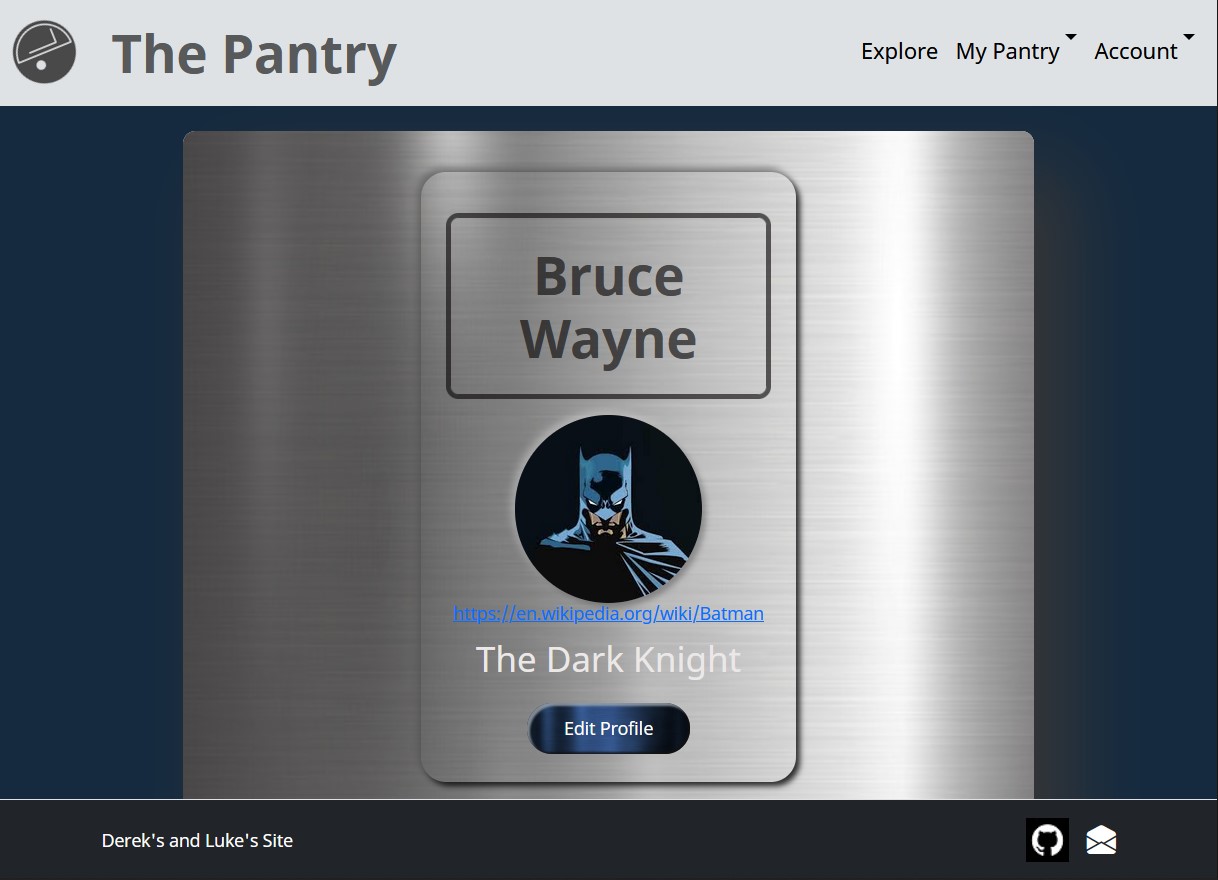 The Pantry
Explore My Pantry Account
Bruce
Wayne
https://en.wikipedia.org/wiki/Batman
The Dark Knight
Edit Profile
Derek's and Luke's Site